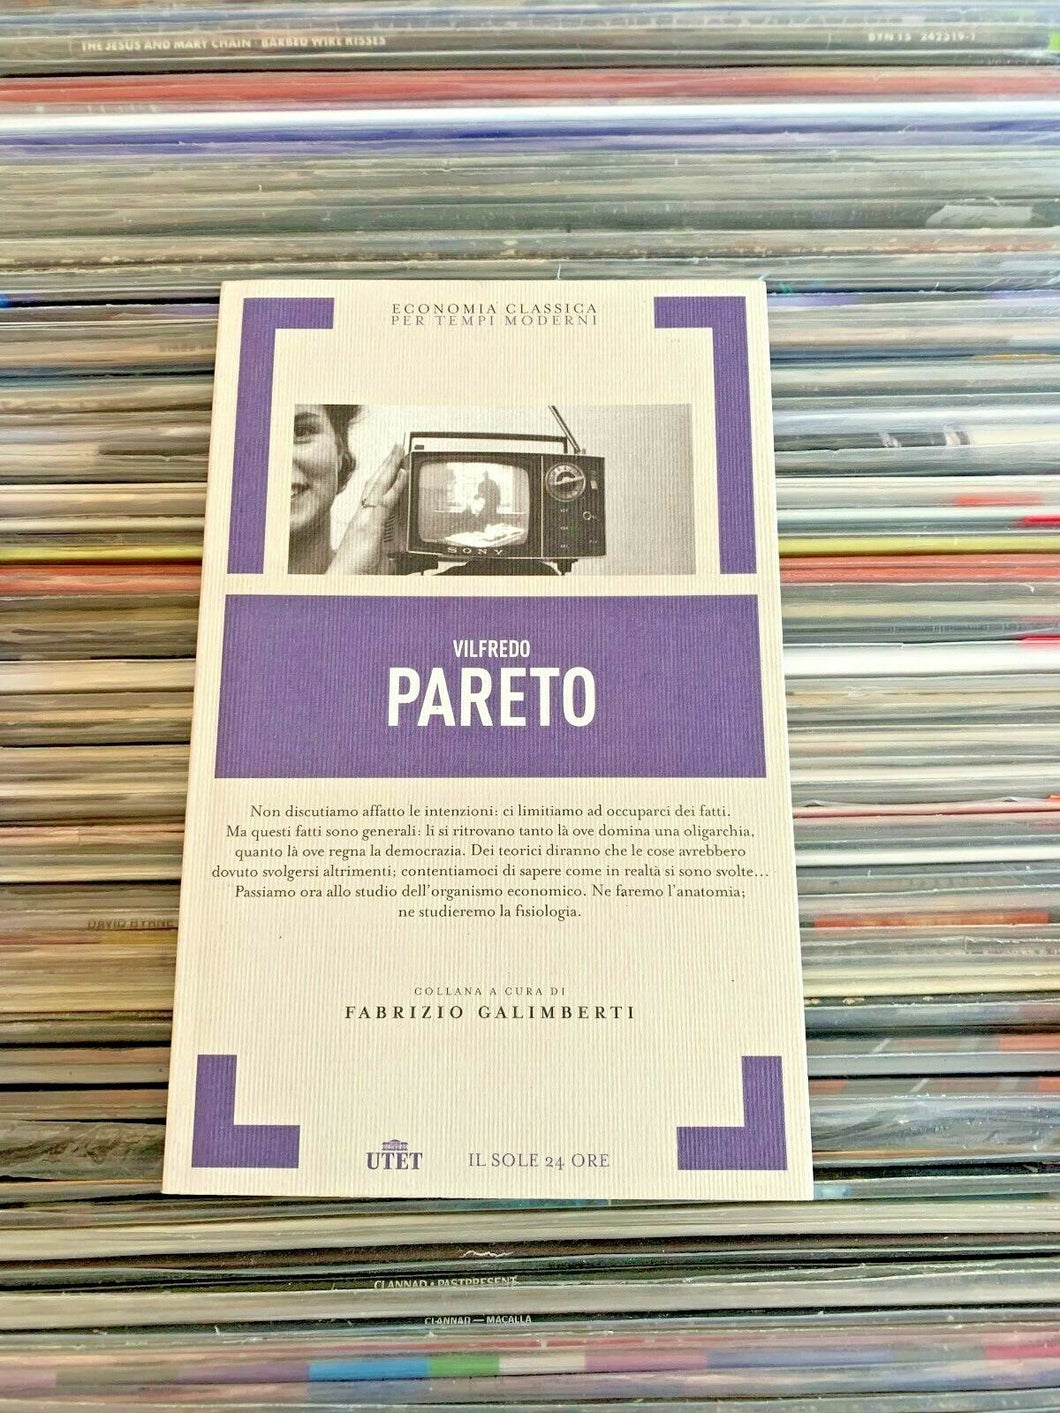 THE JESUS AND MARY CHAIN · BARBED WIRE KISSES
BYN 15 242319-1
ECONOMIA CLASSICA
PER TEMPI MODERNI
SONY
VILFREDO
PARETO
Non discutiamo affatto le intenzioni: ci limitiamo ad occuparci dei fatti.
Ma questi fatti sono generali: li si ritrovano tanto là ove domina una oligarchia,
quanto là ove regna la democrazia. Dei teorici diranno che le cose avrebbero
dovuto svolgersi altrimenti; contentiamoci di sapere come in realtà si sono svolte...
Passiamo ora allo studio dell'organismo economico. Ne faremo l'anatomia;
ne studieremo la fisiologia.
DAVID BYRNE
COLLANA A CURA DI
FABRIZIO GALIMBERTI
UTET
IL SOLE 24 ORE
CLANNAD • PASTPRESENT
CLANNAD — MACALLA